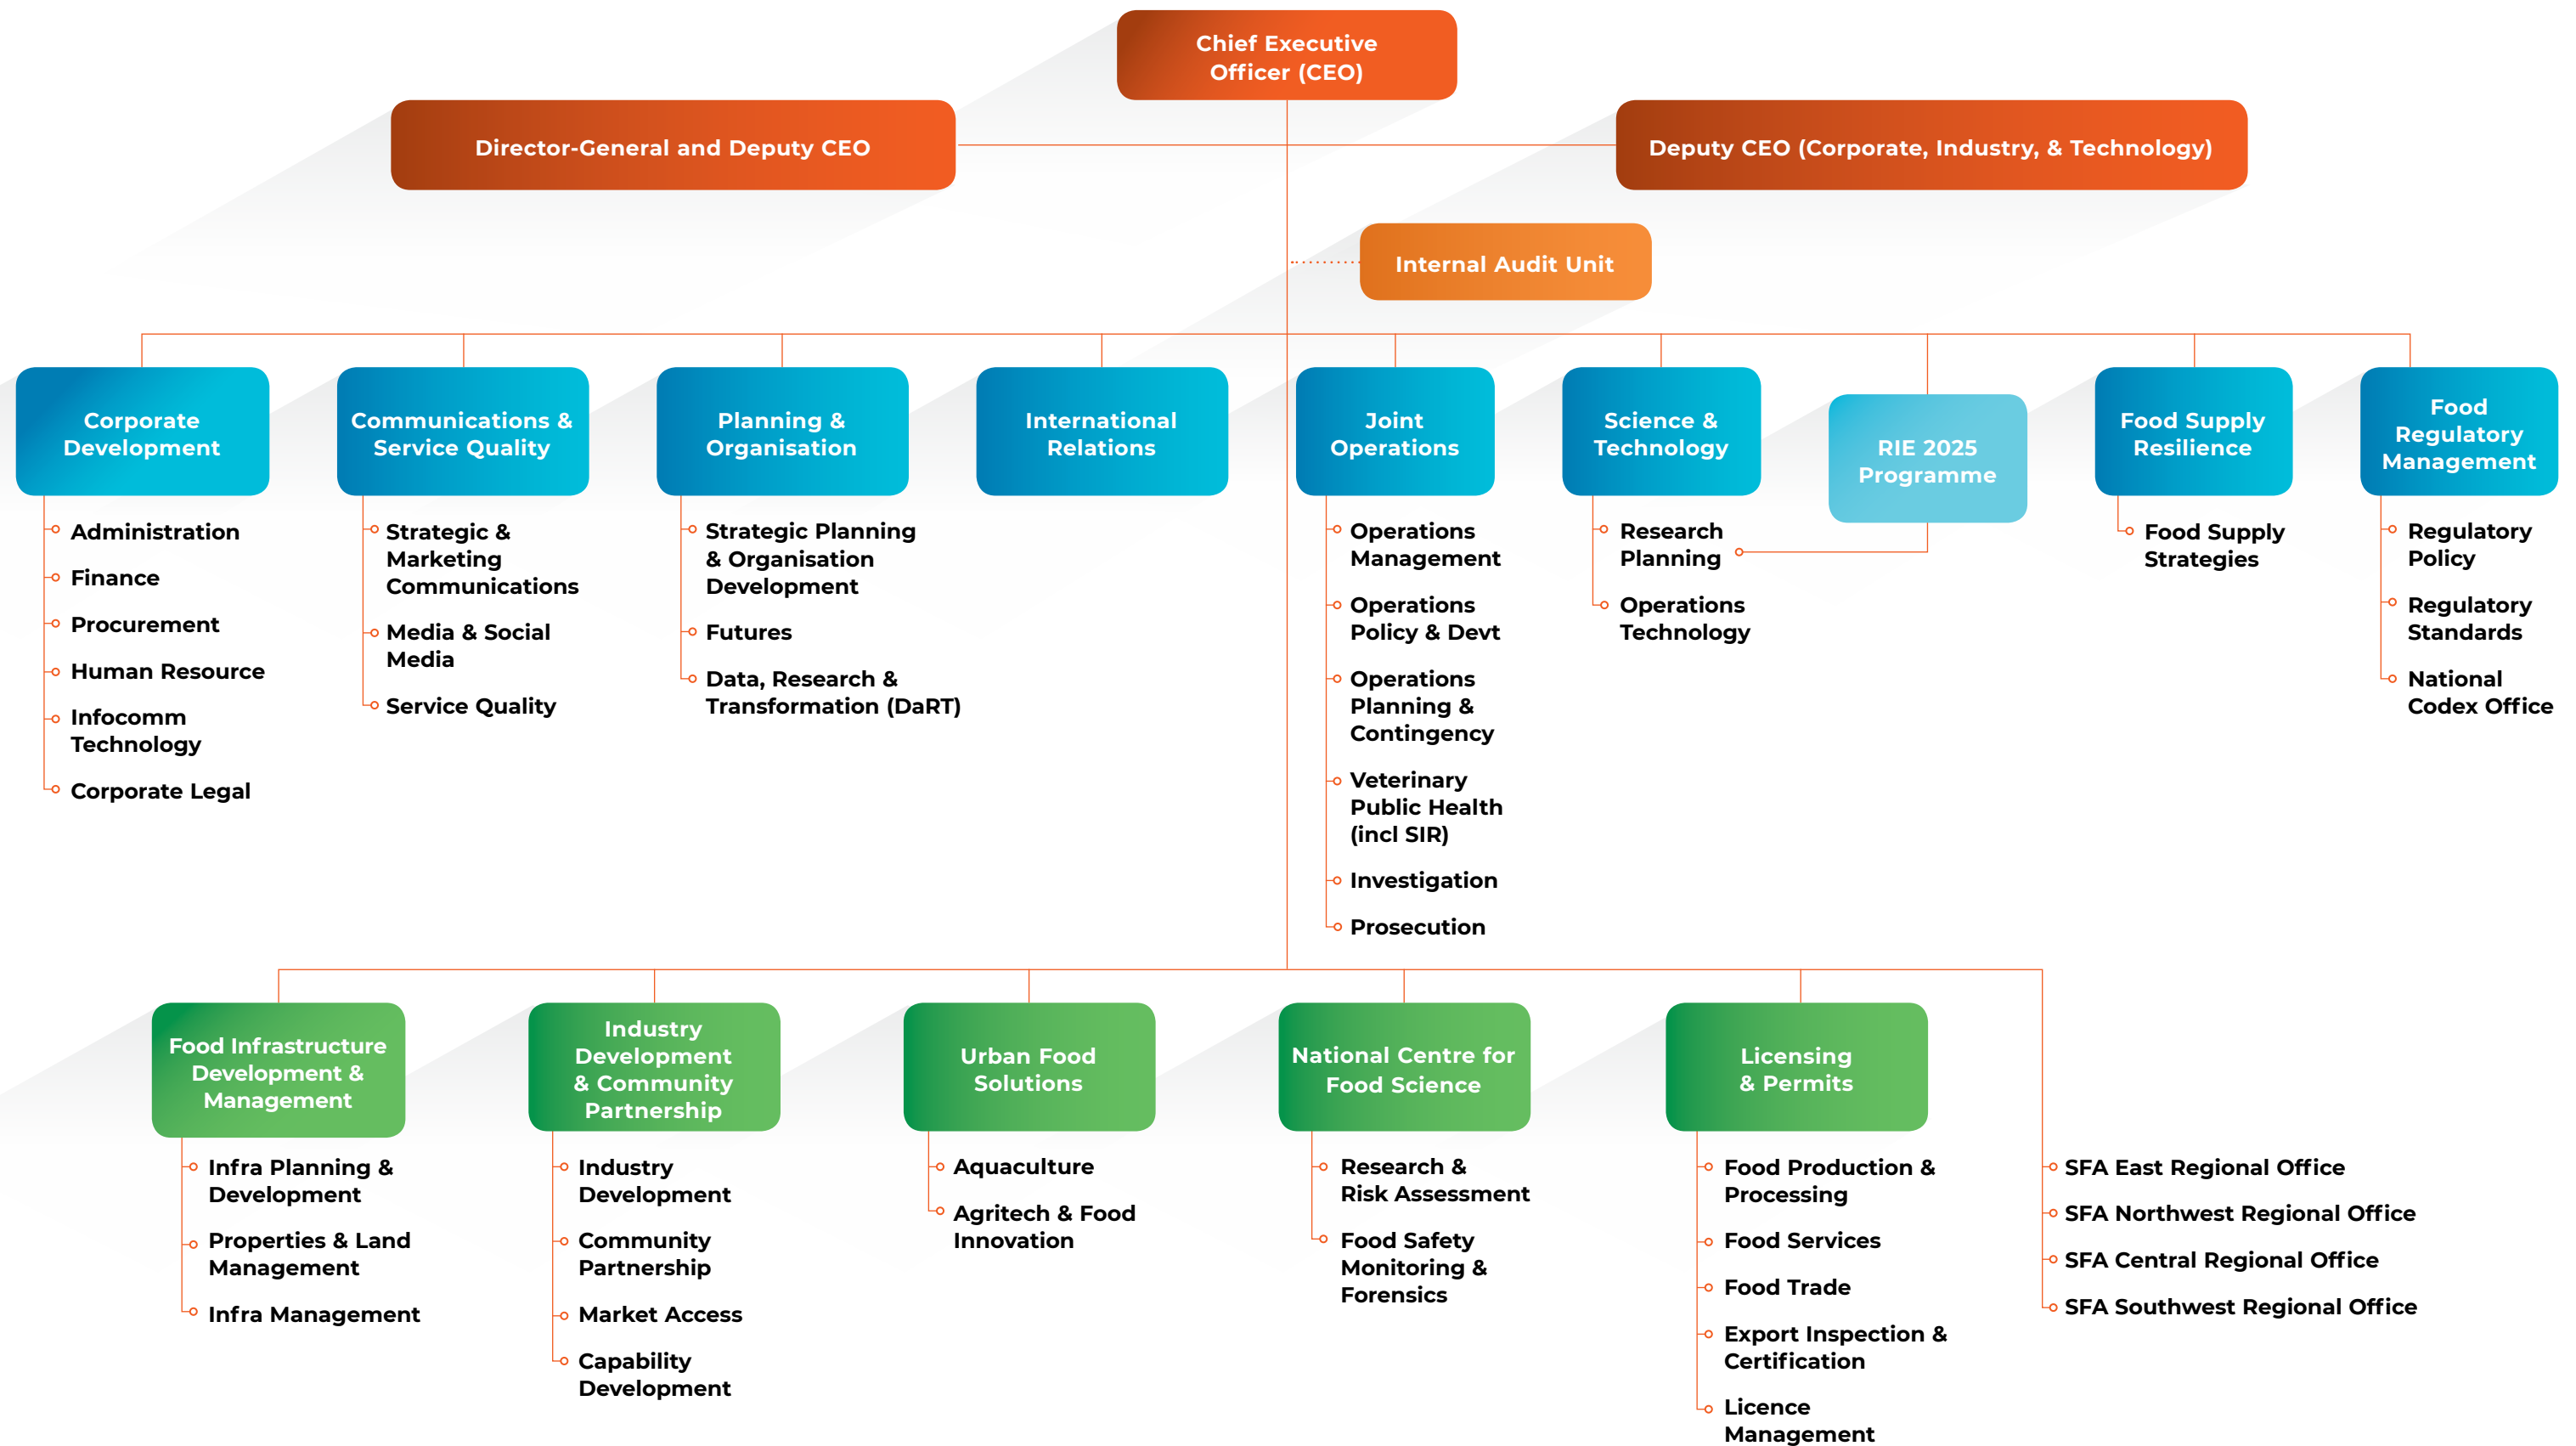 Chief Executive
Officer (CEO)
Director-General and Deputy CEO
Deputy CEO (Corporate, Industry, & Technology)
Internal Audit Unit
Corporate
Development
Administration
Finance
Procurement
Human Resource
Infocomm
Technology
Corporate Legal
Communications &
Service Quality
Strategic &
Marketing
Communications
Media & Social
Media
Service Quality
Planning &
Organisation
Strategic Planning
& Organisation
Development
Futures
Data, Research &
Transformation (DaRT)
International
Relations
Joint
Operations
Operations
Management
Operations
Policy & Devt
Operations
Planning &
Contingency
Veterinary
Public Health
(incl SIR)
Investigation
Prosecution
Science &
Technology
Research
Planning
Operations
Technology
RIE 2025
Programme
Food Supply
Resilience
Food Supply
Strategies
Food
Regulatory
Management
Regulatory
Policy
Regulatory
Standards
National
Codex Office
Food Infrastructure
Development &
Management
Infra Planning &
Development
Properties & Land
Management
Infra Management
Industry
Development
& Community
Partnership
Industry
Development
Community
Partnership
Market Access
Capability
Development
Urban Food
Solutions
Aquaculture
Agritech & Food
Innovation
National Centre for
Food Science
Research &
Risk Assessment
Food Safety
Monitoring &
Forensics
Licensing
& Permits
Food Production &
Processing
Food Services
Food Trade
Export Inspection &
Certification
Licence
Management
SFA East Regional Office
SFA Northwest Regional Office
SFA Central Regional Office
SFA Southwest Regional Office